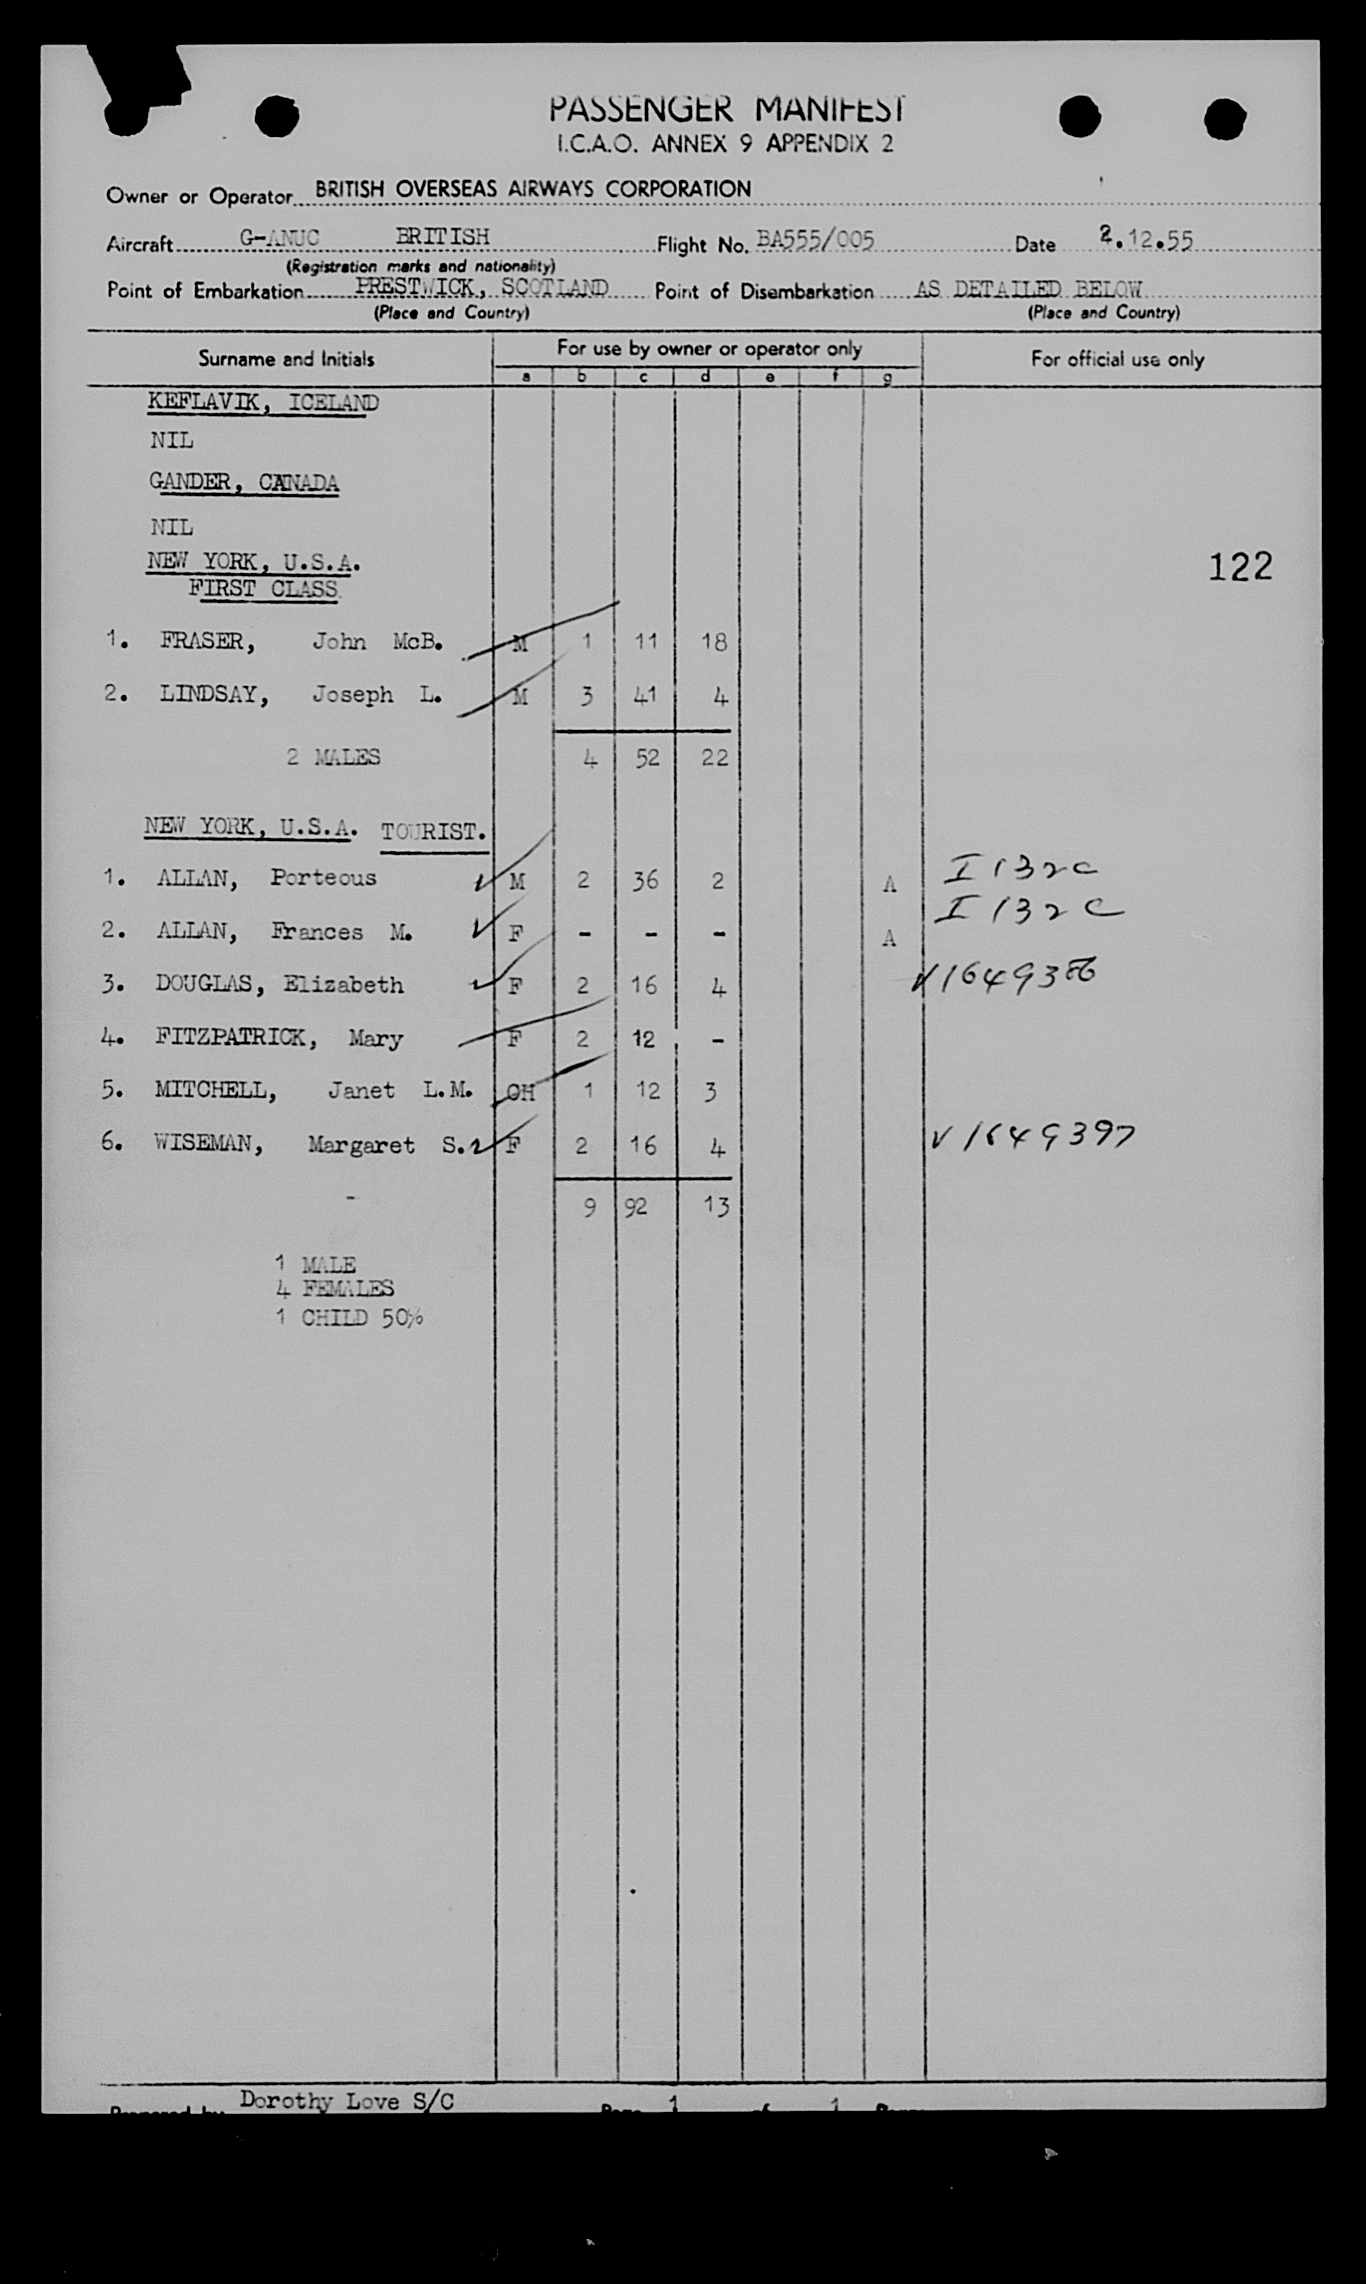 PASSENGER MANIFEST
I.C.A.O. ANNEX 9 APPENDIX 2
Owner or Operator BRITISH OVERSEAS AIRWAYS CORPORATION
Aircraft G-ANUC BRITISH Flight No. BA555/005 Date 2.12.55
(Registration marks and nationality)
Point of Embarkation PRESTWICK, SCOTLAND Point of Disembarkation AS DETAILED BELOW
(Place and Country) (Place and Country)
Surname and Initials For use by owner or operator only For official use only
a b c d e f g
KEFLAVIK, ICELAND
NIL
GANDER, CANADA
NIL
NEW YORK, U.S.A.
122
FIRST CLASS
1. FRASER, John McB. M 1 11 18
2. LINDSAY, Joseph L. M 3 41 4
2 MALES 4 52 22
NEW YORK, U.S.A. TOURIST.
1. ALLAN, Porteous M 2 36 2 A I 132c
2. ALLAN, Frances M. F - - - A I 132 C
3. DOUGLAS, Elizabeth F 2 16 4 V1649386
4. FITZPATRICK, Mary F 2 12 -
5. MITCHELL, Janet L.M. CH 1 12 3
6. WISEMAN, Margaret S. F 2 16 4 V 1649397
- 9 92 13
1 MALE
4 FEMALES
1 CHILD 50%
Dorothy Love S/C
Prepared by Page 1 of 1 Pages